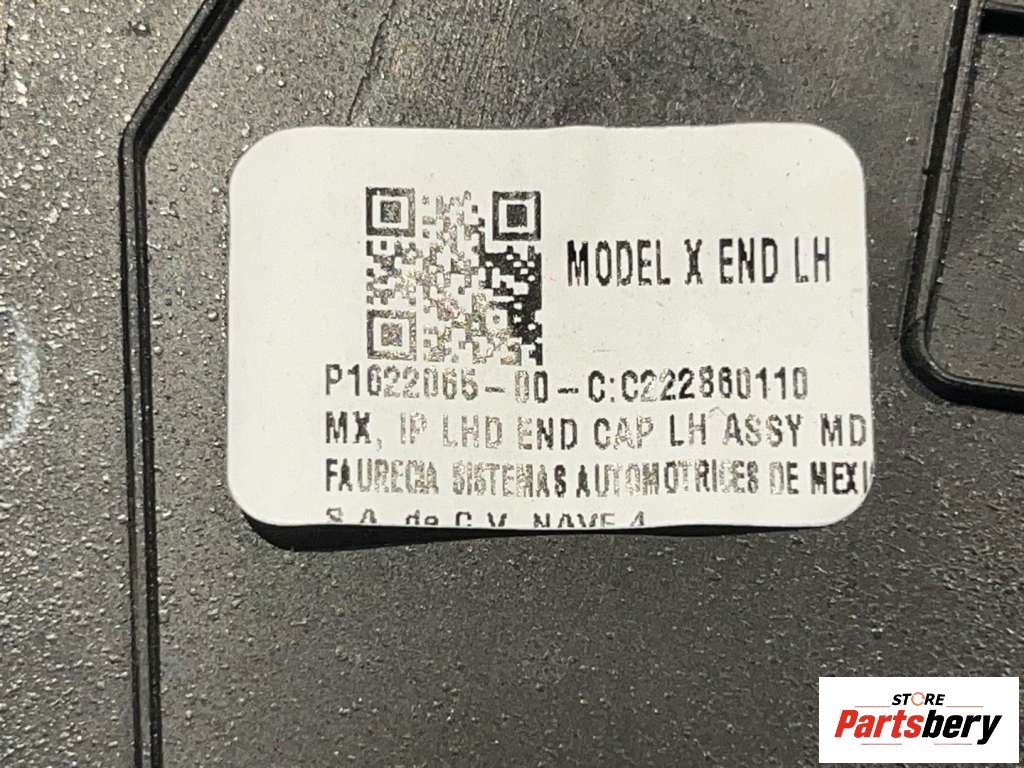 MODEL X END LH
P1022065-00-C:C222860110
MX, IP LHD END CAP LH ASSY MD
FAURECIA SISTEMAS AUTOMOTRICES DE MEXI
S.A. de C.V. NAVE 4
STORE
Partsbery